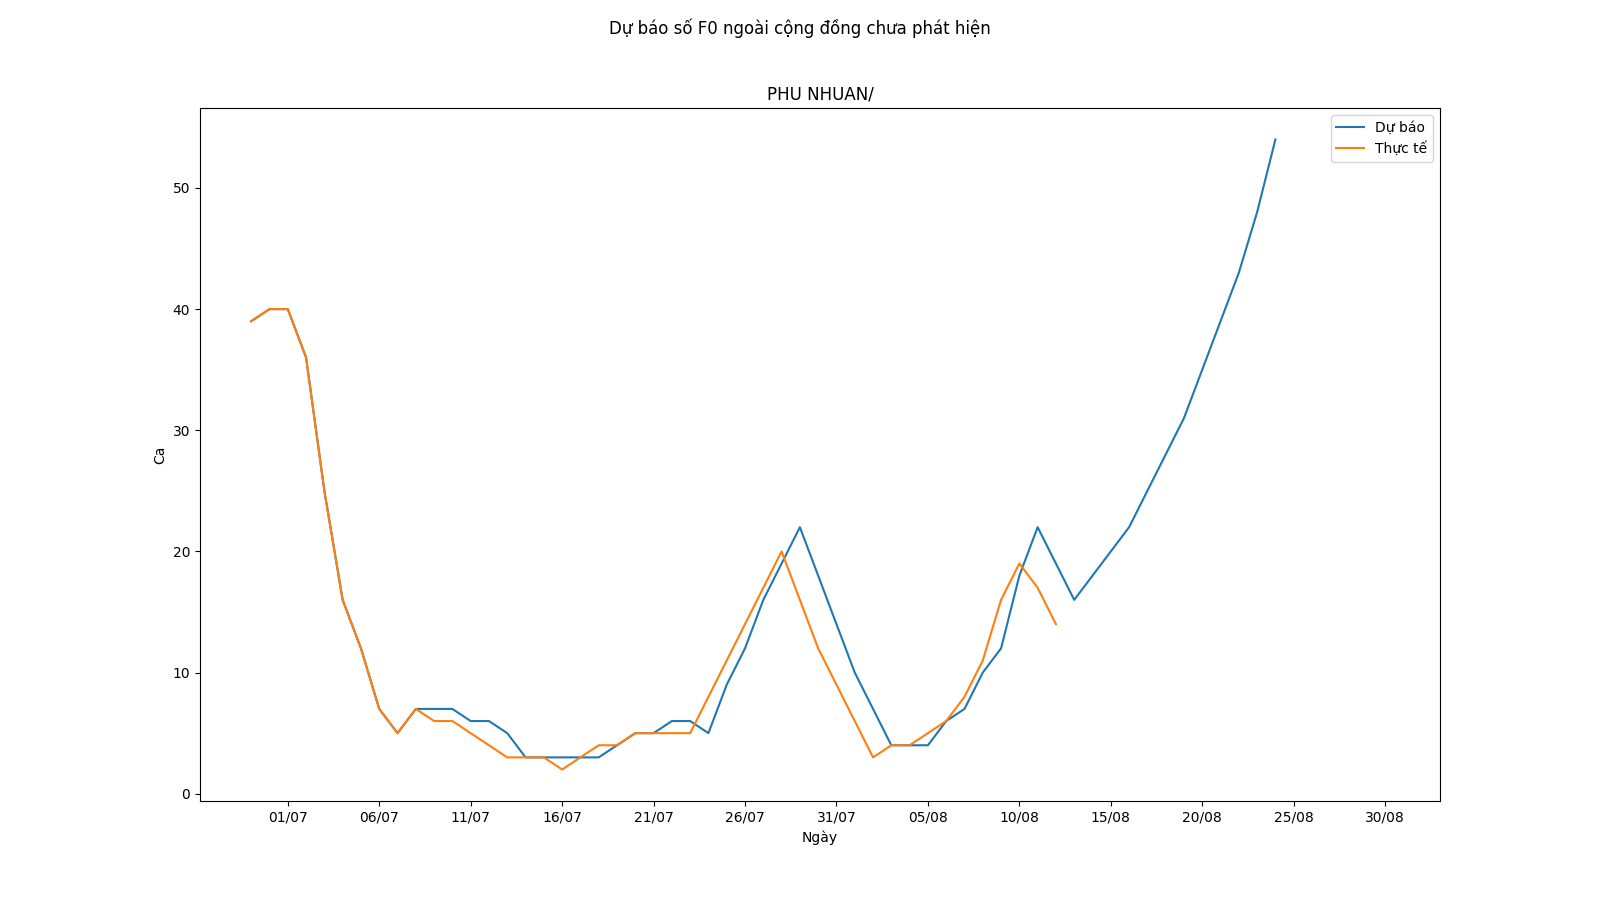 Dự báo số F0 ngoài cộng đồng chưa phát hiện
PHU NHUAN/
Dự báo
Thực tế
50
40
30
20
10
0
Ca
01/07 06/07 11/07 16/07 21/07 26/07 31/07 05/08 10/08 15/08 20/08 25/08 30/08
Ngày